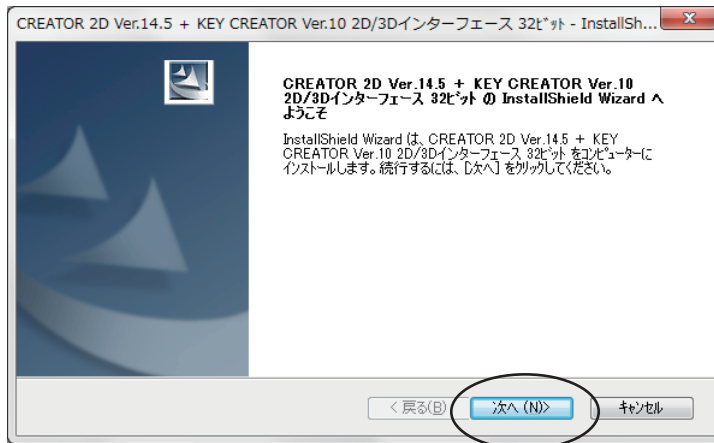 CREATOR 2D Ver.14.5 + KEY CREATOR Ver.10 2D/3Dインターフェース 32ﾋﾞｯﾄ - InstallSh...
CREATOR 2D Ver.14.5 + KEY CREATOR Ver.10
2D/3Dインターフェース 32ﾋﾞｯﾄ の InstallShield Wizard へ
ようこそ
InstallShield Wizard は、CREATOR 2D Ver.14.5 + KEY
CREATOR Ver.10 2D/3Dインターフェース 32ﾋﾞｯﾄ をｺﾝﾋﾟｭｰﾀｰに
インストールします。続行するには、[次へ] をｸﾘｯｸしてください。
< 戻る(B)
次へ (N)>
ｷｬﾝｾﾙ